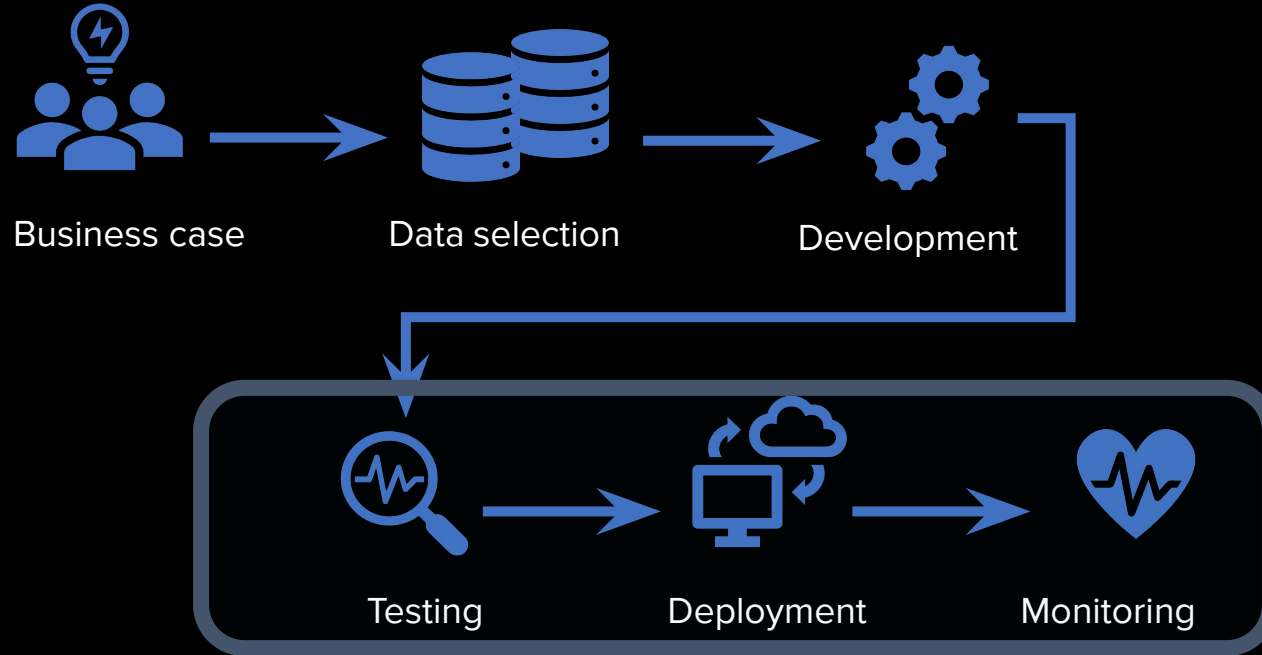 Business case
Data selection
Development
Testing
Deployment
Monitoring